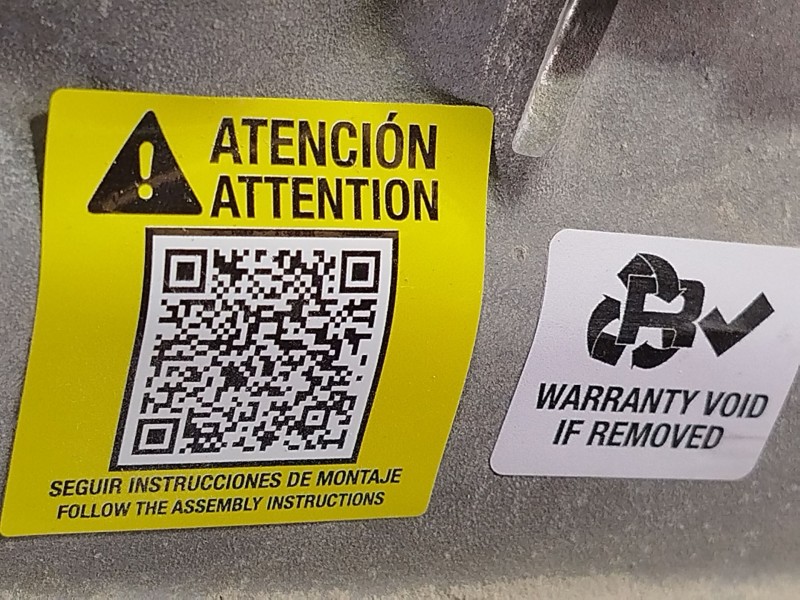 ATENCIÓN
ATTENTION
SEGUIR INSTRUCCIONES DE MONTAJE
FOLLOW THE ASSEMBLY INSTRUCTIONS
R
WARRANTY VOID
IF REMOVED